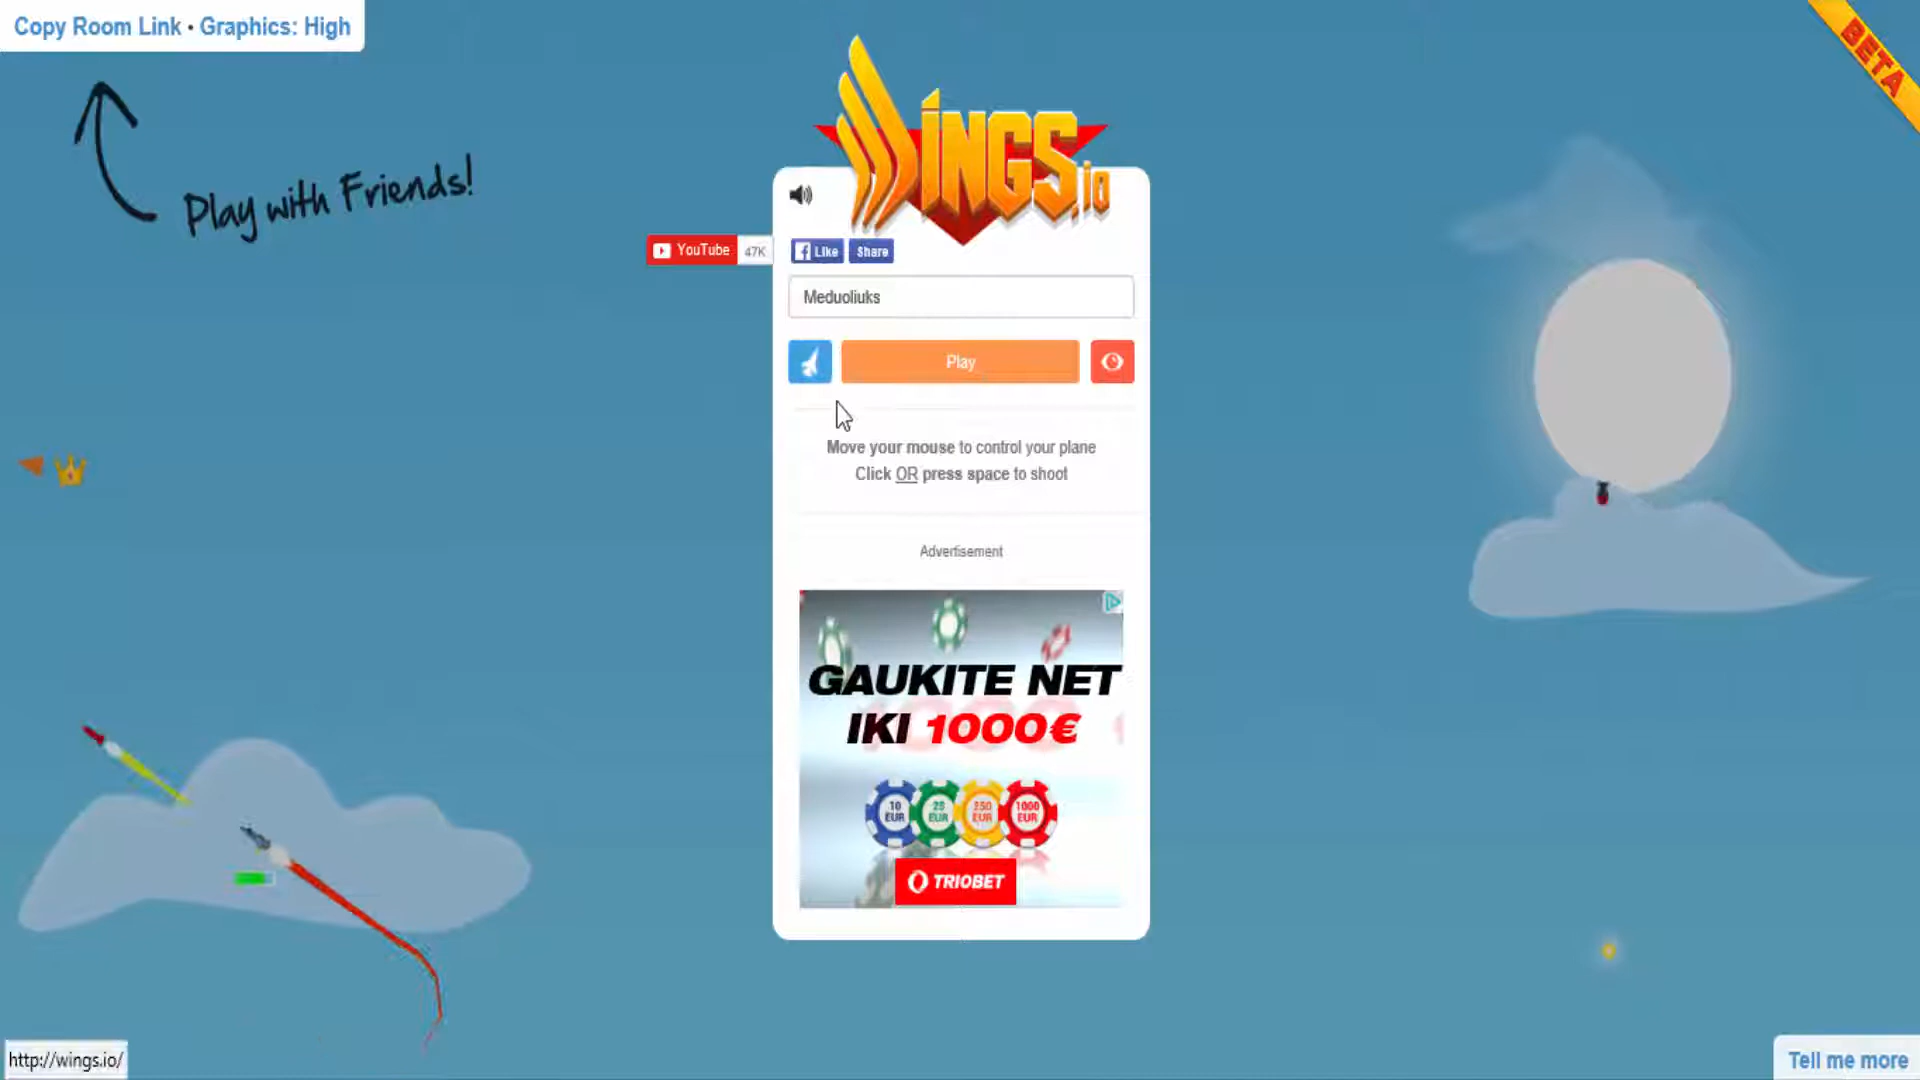 Copy Room Link • Graphics: High
BETA
Play with Friends!
WINGS.io
YouTube 47K
Like Share
Meduoliuks
Play
Move your mouse to control your plane
Click OR press space to shoot
Advertisement
GAUKITE NET
IKI 1000€
10 EUR
25 EUR
250 EUR
1000 EUR
TRIOBET
http://wings.io/
Tell me more